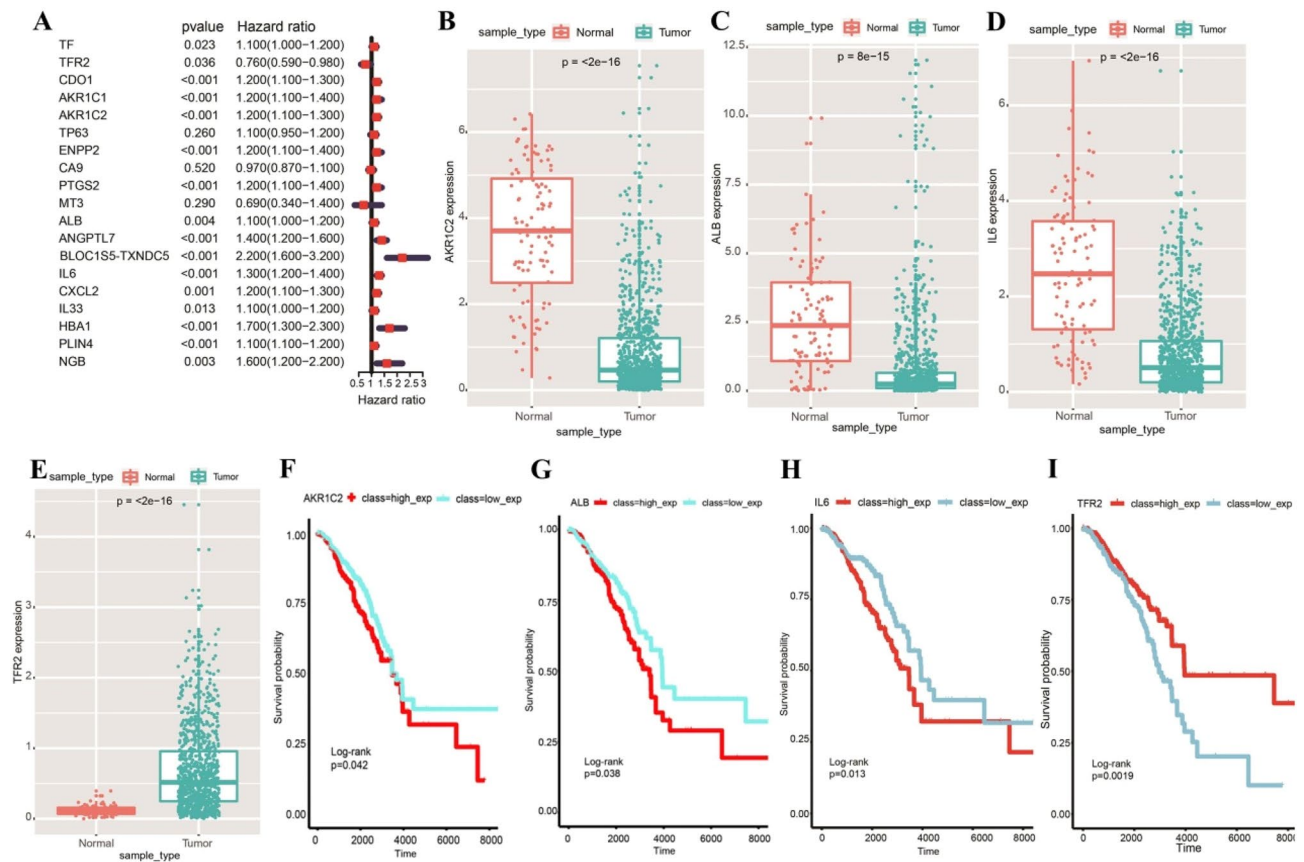 A
pvalue Hazard ratio
TF 0.023 1.100(1.000−1.200)
TFR2 0.036 0.760(0.590−0.980)
CDO1 <0.001 1.200(1.100−1.300)
AKR1C1 <0.001 1.200(1.100−1.400)
AKR1C2 <0.001 1.200(1.100−1.300)
TP63 0.260 1.100(0.950−1.200)
ENPP2 <0.001 1.200(1.100−1.400)
CA9 0.520 0.970(0.870−1.100)
PTGS2 <0.001 1.200(1.100−1.400)
MT3 0.290 0.690(0.340−1.400)
ALB 0.004 1.100(1.000−1.200)
ANGPTL7 <0.001 1.400(1.200−1.600)
BLOC1S5-TXNDC5 <0.001 2.200(1.600−3.200)
IL6 <0.001 1.300(1.200−1.400)
CXCL2 0.001 1.200(1.100−1.300)
IL33 0.013 1.100(1.000−1.200)
HBA1 <0.001 1.700(1.300−2.300)
PLIN4 <0.001 1.100(1.100−1.200)
NGB 0.003 1.600(1.200−2.200)
0.5 1 1.5 2 2.5 3
Hazard ratio
B
sample_type Normal Tumor
p = <2e−16
AKR1C2 expression
6
4
2
0
Normal Tumor
sample_type
C
sample_type Normal Tumor
p = 8e−15
ALB expression
12.5
10.0
7.5
5.0
2.5
0.0
Normal Tumor
sample_type
D
sample_type Normal Tumor
p = <2e−16
IL6 expression
6
4
2
0
Normal Tumor
sample_type
E
sample_type Normal Tumor
p = <2e−16
TFR2 expression
4
3
2
1
0
Normal Tumor
sample_type
F
AKR1C2 class=high_exp class=low_exp
Survival probability
1.00
0.75
0.50
0.25
0.00
Log-rank
p=0.042
0 2000 4000 6000 8000
Time
G
ALB class=high_exp class=low_exp
Survival probability
1.00
0.75
0.50
0.25
0.00
Log-rank
p=0.038
0 2000 4000 6000 8000
Time
H
IL6 class=high_exp class=low_exp
Survival probability
1.00
0.75
0.50
0.25
0.00
Log-rank
p=0.013
0 2000 4000 6000 8000
Time
I
TFR2 class=high_exp class=low_exp
Survival probability
1.00
0.75
0.50
0.25
0.00
Log-rank
p=0.0019
0 2000 4000 6000 8000
Time